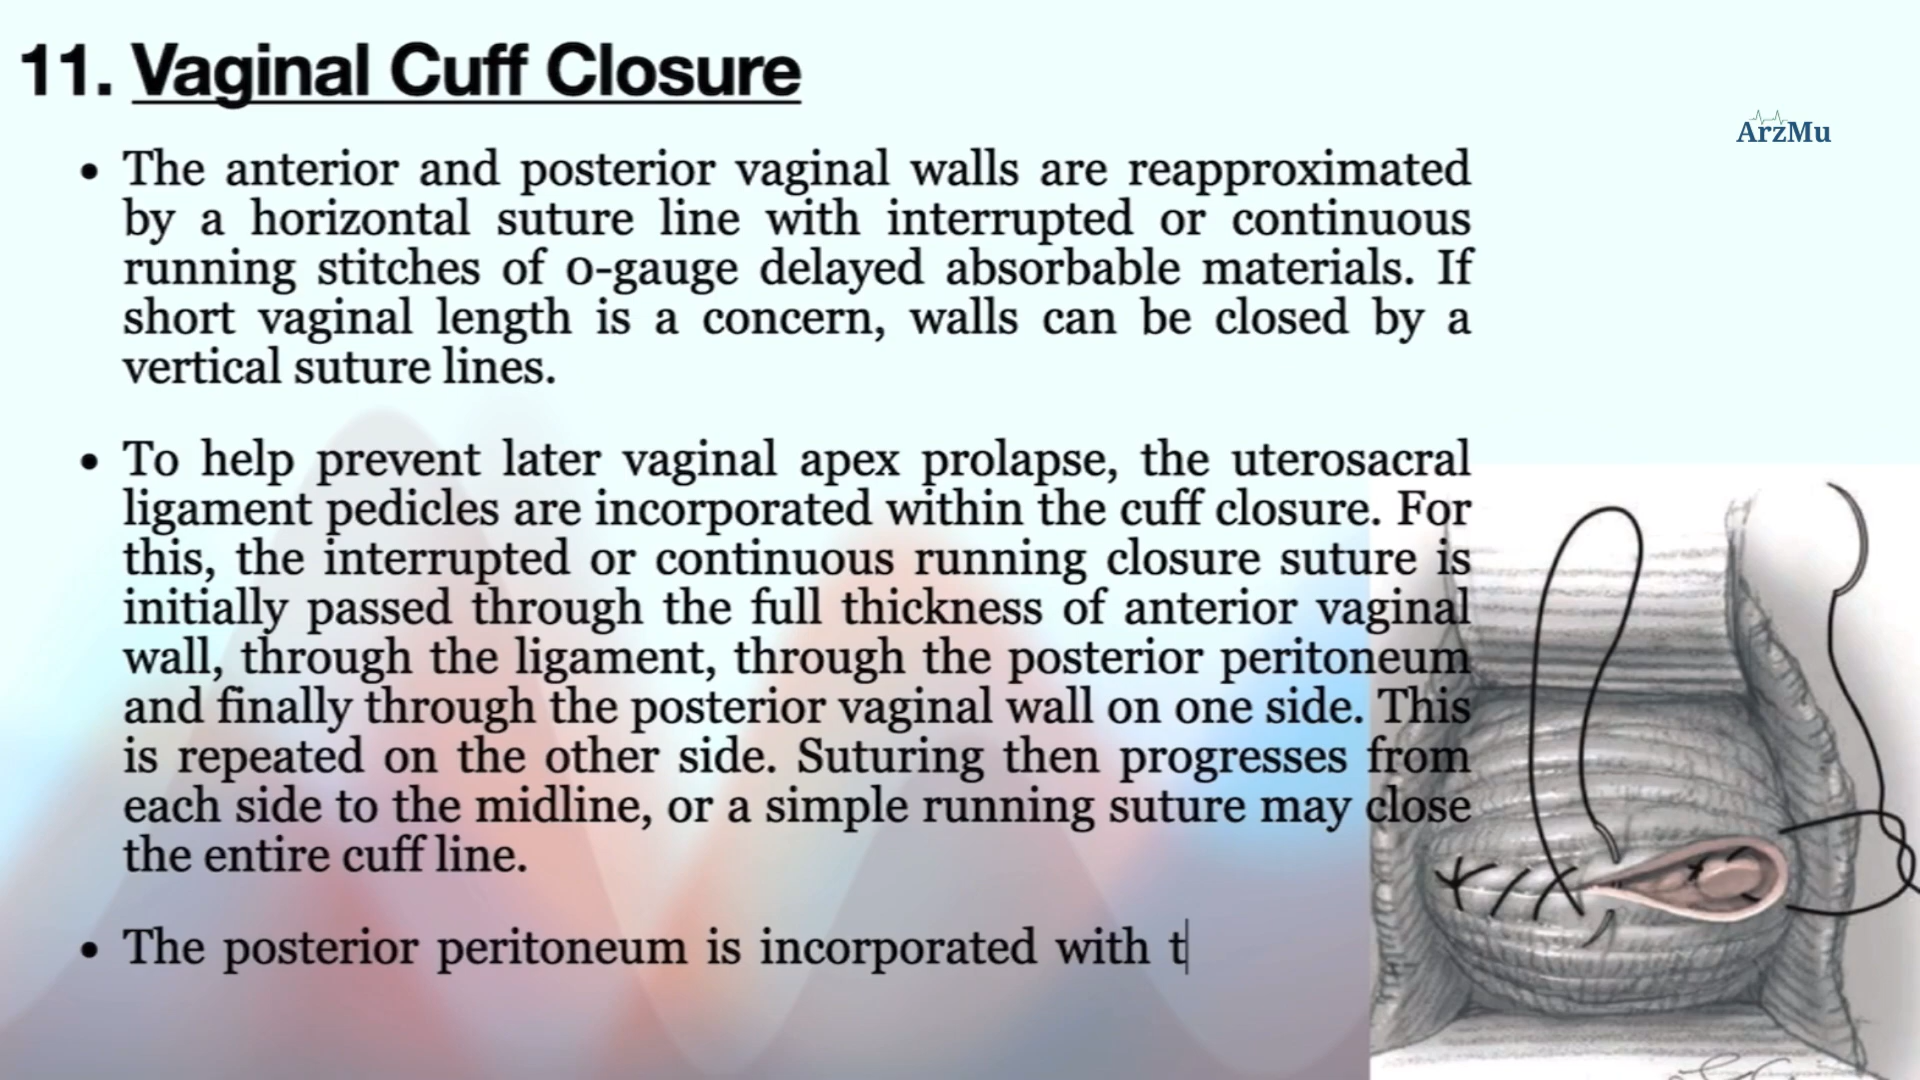 11. Vaginal Cuff Closure
ArzMu
• The anterior and posterior vaginal walls are reapproximated
by a horizontal suture line with interrupted or continuous
running stitches of 0-gauge delayed absorbable materials. If
short vaginal length is a concern, walls can be closed by a
vertical suture lines.
• To help prevent later vaginal apex prolapse, the uterosacral
ligament pedicles are incorporated within the cuff closure. For
this, the interrupted or continuous running closure suture is
initially passed through the full thickness of anterior vaginal
wall, through the ligament, through the posterior peritoneum
and finally through the posterior vaginal wall on one side. This
is repeated on the other side. Suturing then progresses from
each side to the midline, or a simple running suture may close
the entire cuff line.
• The posterior peritoneum is incorporated with t